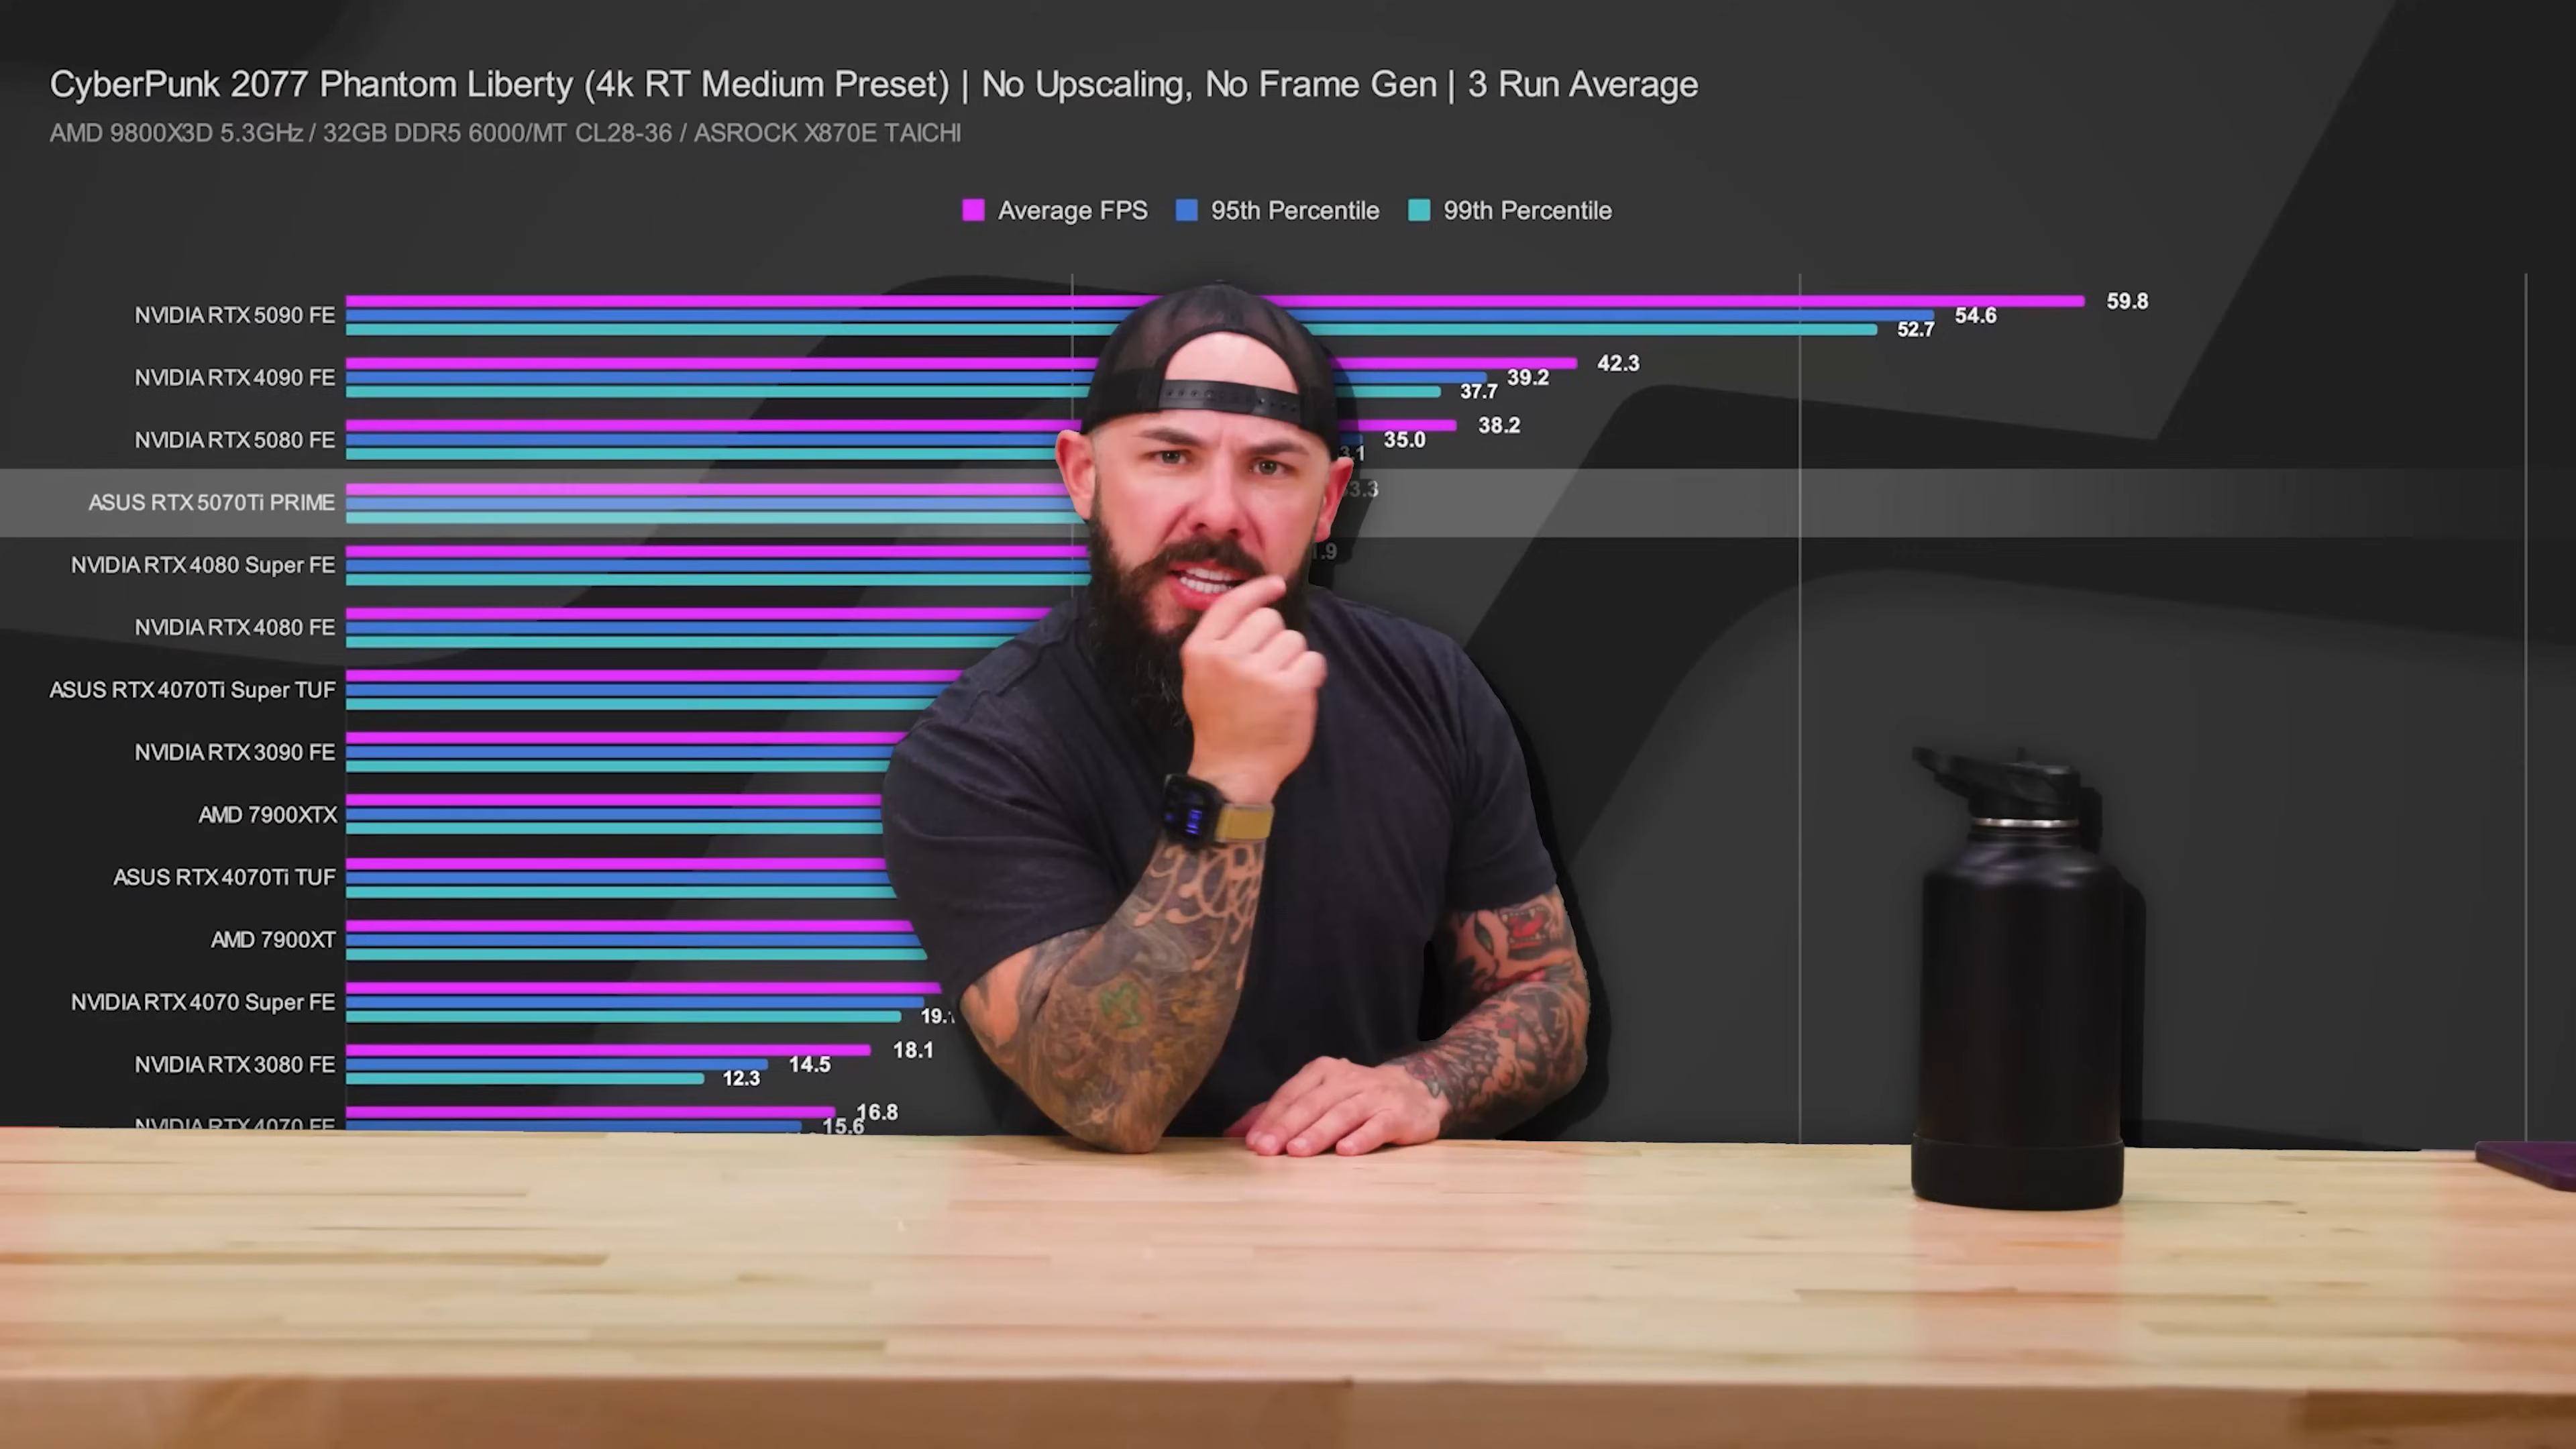 CyberPunk 2077 Phantom Liberty (4k RT Medium Preset) | No Upscaling, No Frame Gen | 3 Run Average
AMD 9800X3D 5.3GHz / 32GB DDR5 6000/MT CL28-36 / ASROCK X870E TAICHI
Average FPS 95th Percentile 99th Percentile
NVIDIA RTX 5090 FE 59.8
54.6
52.7
NVIDIA RTX 4090 FE 42.3
39.2
37.7
NVIDIA RTX 5080 FE 38.2
35.0
ASUS RTX 5070Ti PRIME
NVIDIA RTX 4080 Super FE
NVIDIA RTX 4080 FE
ASUS RTX 4070Ti Super TUF
NVIDIA RTX 3090 FE
AMD 7900XTX
ASUS RTX 4070Ti TUF
AMD 7900XT
NVIDIA RTX 4070 Super FE
NVIDIA RTX 3080 FE 18.1
14.5
12.3
NVIDIA RTX 4070 FE 16.8
15.6